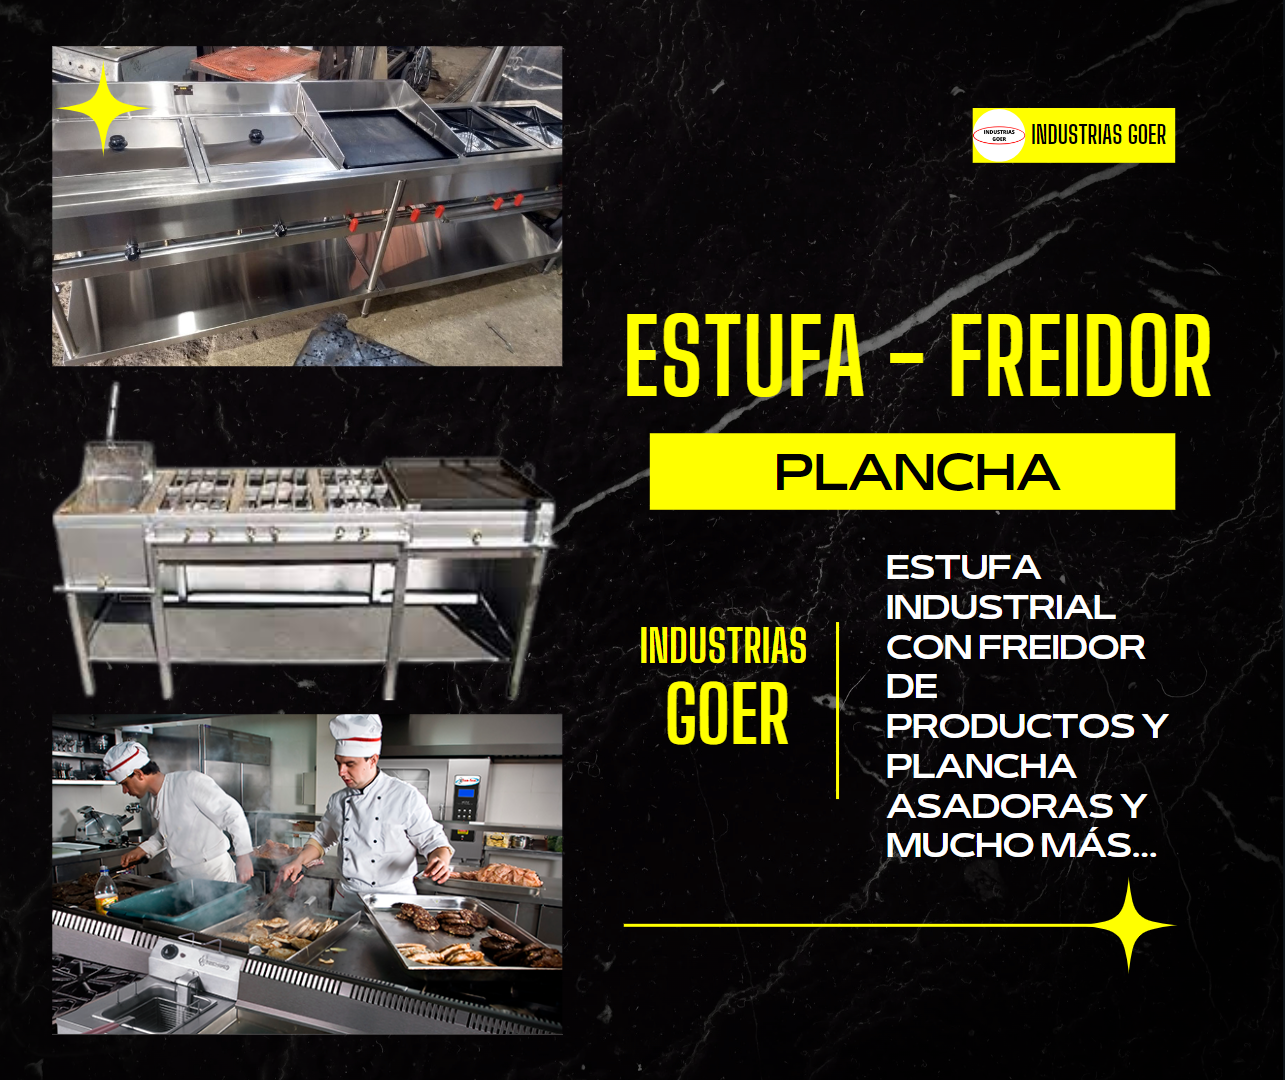 INDUSTRIAS
GOER
INDUSTRIAS GOER
ESTUFA - FREIDOR
PLANCHA
INDUSTRIAS
GOER
ESTUFA
INDUSTRIAL
CON FREIDOR
DE
PRODUCTOS Y
PLANCHA
ASADORAS Y
MUCHO MÁS...